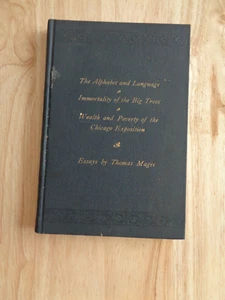 The Alphabet and Language
Immortality of the Big Trees
Wealth and Poverty of the
Chicago Exposition
Essays by Thomas Magee